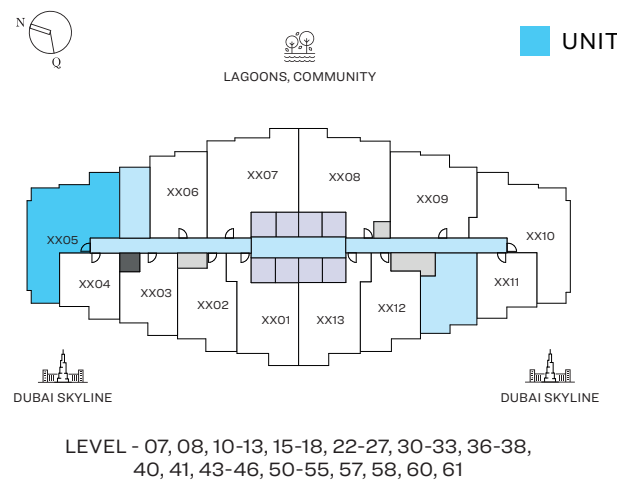 N
Q
LAGOONS, COMMUNITY
UNIT
XX07
XX08
XX06
XX09
XX05
XX10
XX04
XX03
XX02
XX01
XX13
XX12
XX11
DUBAI SKYLINE
DUBAI SKYLINE
LEVEL - 07, 08, 10-13, 15-18, 22-27, 30-33, 36-38,
40, 41, 43-46, 50-55, 57, 58, 60, 61